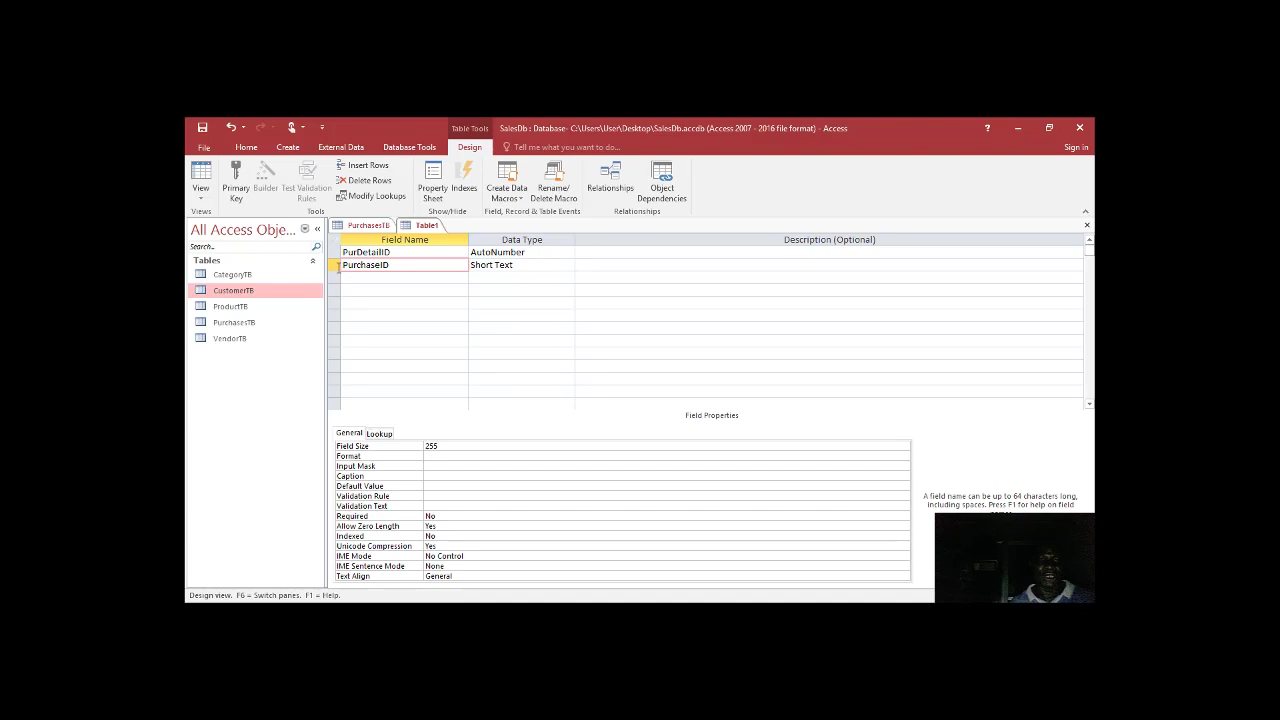 Table Tools
SalesDb : Database- C:\Users\User\Desktop\SalesDb.accdb (Access 2007 - 2016 file format) - Access
?
File Home Create External Data Database Tools Design Tell me what you want to do... Sign in
View
Views
Primary Key
Builder
Test Validation Rules
Insert Rows
Delete Rows
Modify Lookups
Tools
Property Sheet
Indexes
Show/Hide
Create Data Macros
Rename/ Delete Macro
Field, Record & Table Events
Relationships
Object Dependencies
Relationships
All Access Obje...
Search...
Tables
CategoryTB
CustomerTB
ProductTB
PurchasesTB
VendorTB
PurchasesTB Table1
Field Name Data Type Description (Optional)
PurDetailID AutoNumber
PurchaseID Short Text
Field Properties
General Lookup
Field Size 255
Format
Input Mask
Caption
Default Value
Validation Rule
Validation Text
Required No
Allow Zero Length Yes
Indexed No
Unicode Compression Yes
IME Mode No Control
IME Sentence Mode None
Text Align General
A field name can be up to 64 characters long,
including spaces. Press F1 for help on field
Design view. F6 = Switch panes. F1 = Help.